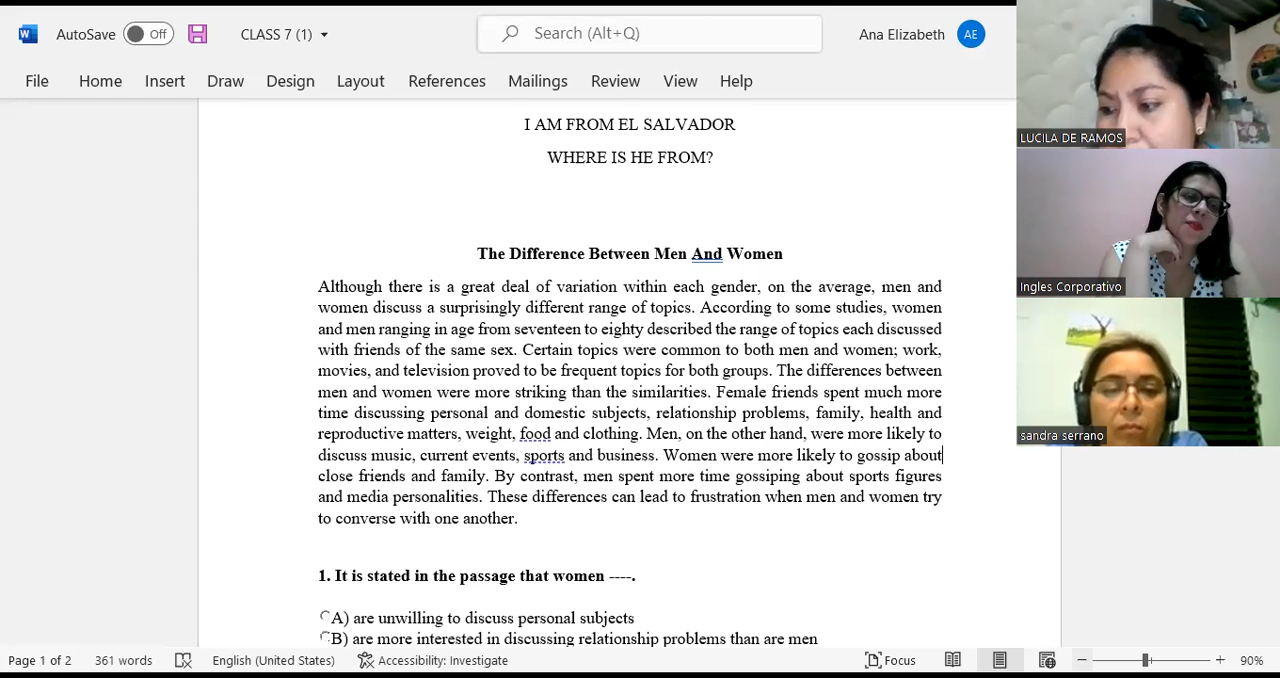 AutoSave Off CLASS 7 (1) Search (Alt+Q) Ana Elizabeth AE
File Home Insert Draw Design Layout References Mailings Review View Help
I AM FROM EL SALVADOR
WHERE IS HE FROM?
The Difference Between Men And Women
Although there is a great deal of variation within each gender, on the average, men and
women discuss a surprisingly different range of topics. According to some studies, women
and men ranging in age from seventeen to eighty described the range of topics each discussed
with friends of the same sex. Certain topics were common to both men and women; work,
movies, and television proved to be frequent topics for both groups. The differences between
men and women were more striking than the similarities. Female friends spent much more
time discussing personal and domestic subjects, relationship problems, family, health and
reproductive matters, weight, food and clothing. Men, on the other hand, were more likely to
discuss music, current events, sports and business. Women were more likely to gossip about
close friends and family. By contrast, men spent more time gossiping about sports figures
and media personalities. These differences can lead to frustration when men and women try
to converse with one another.
1. It is stated in the passage that women ----.
A) are unwilling to discuss personal subjects
B) are more interested in discussing relationship problems than are men
Page 1 of 2 361 words English (United States) Accessibility: Investigate Focus 90%
LUCILA DE RAMOS
Ingles Corporativo
sandra serrano